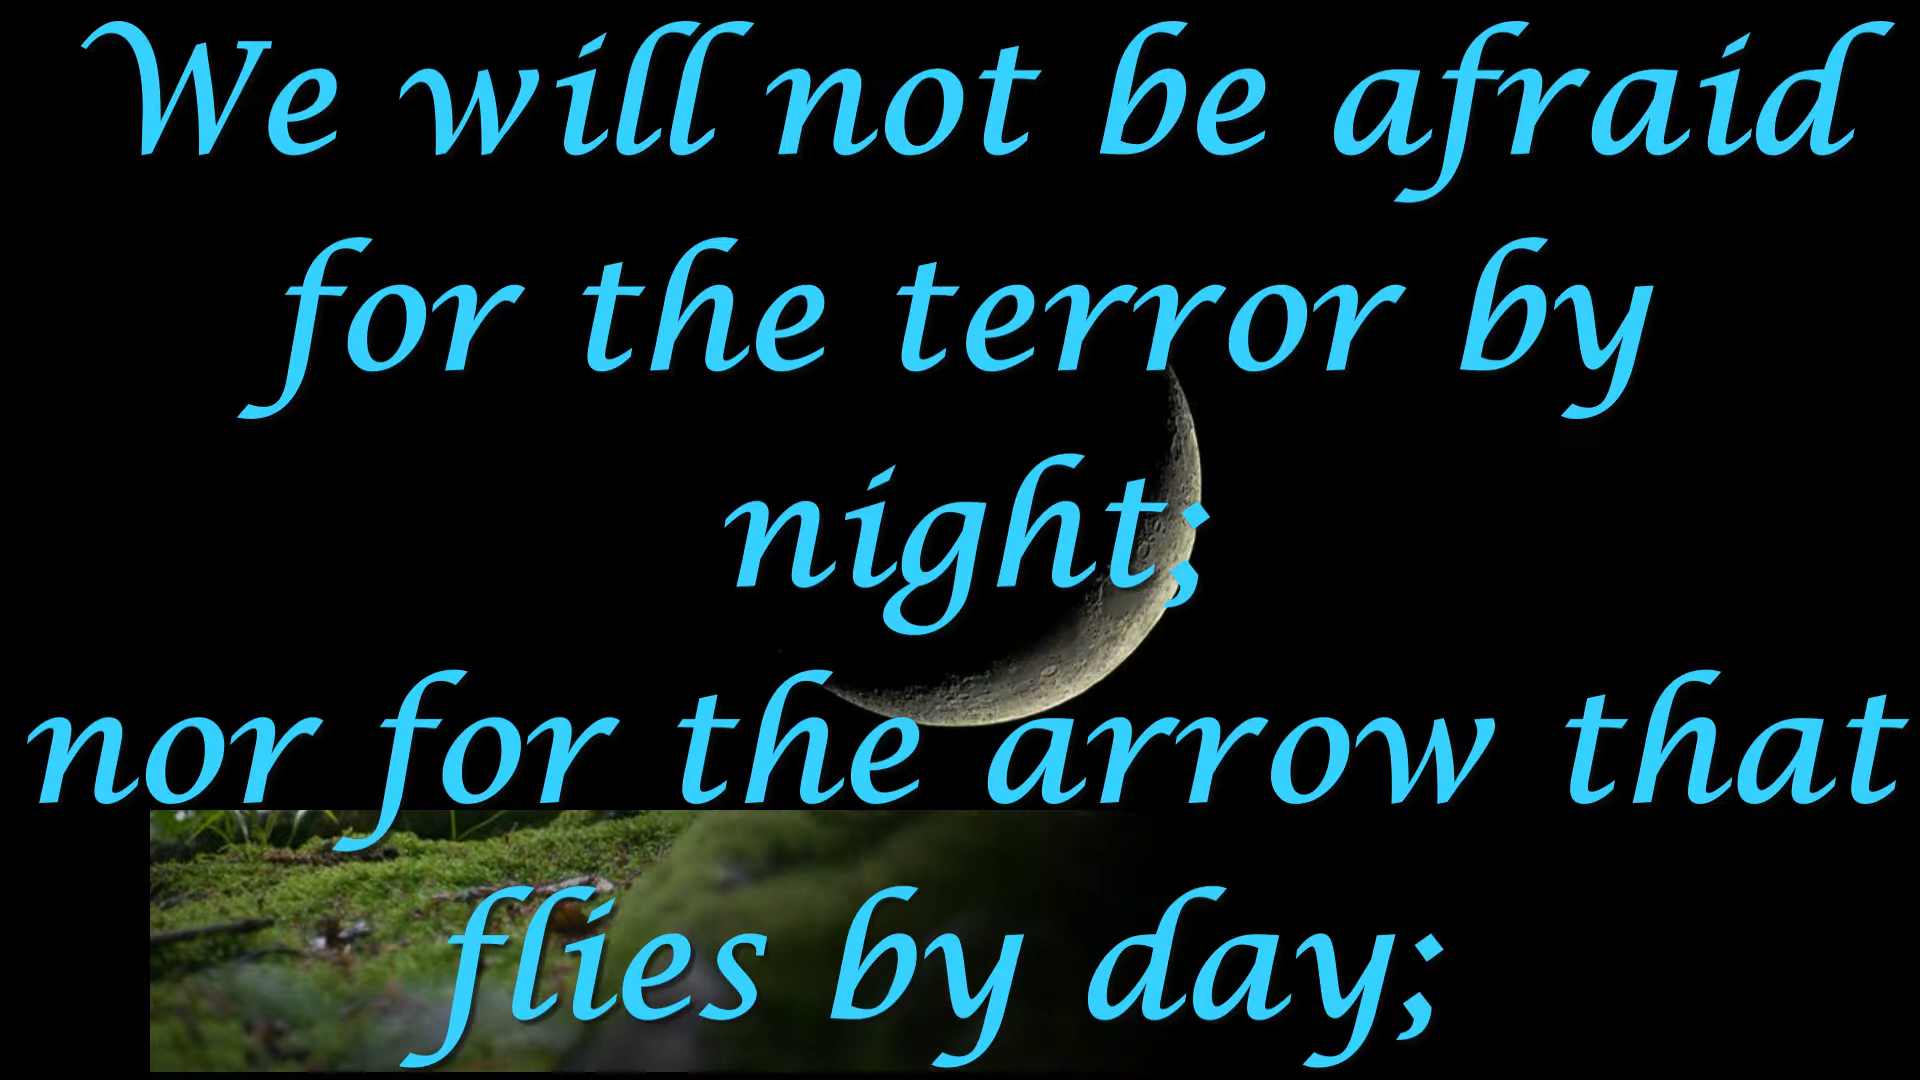 We will not be afraid
for the terror by
night;
nor for the arrow that
flies by day;